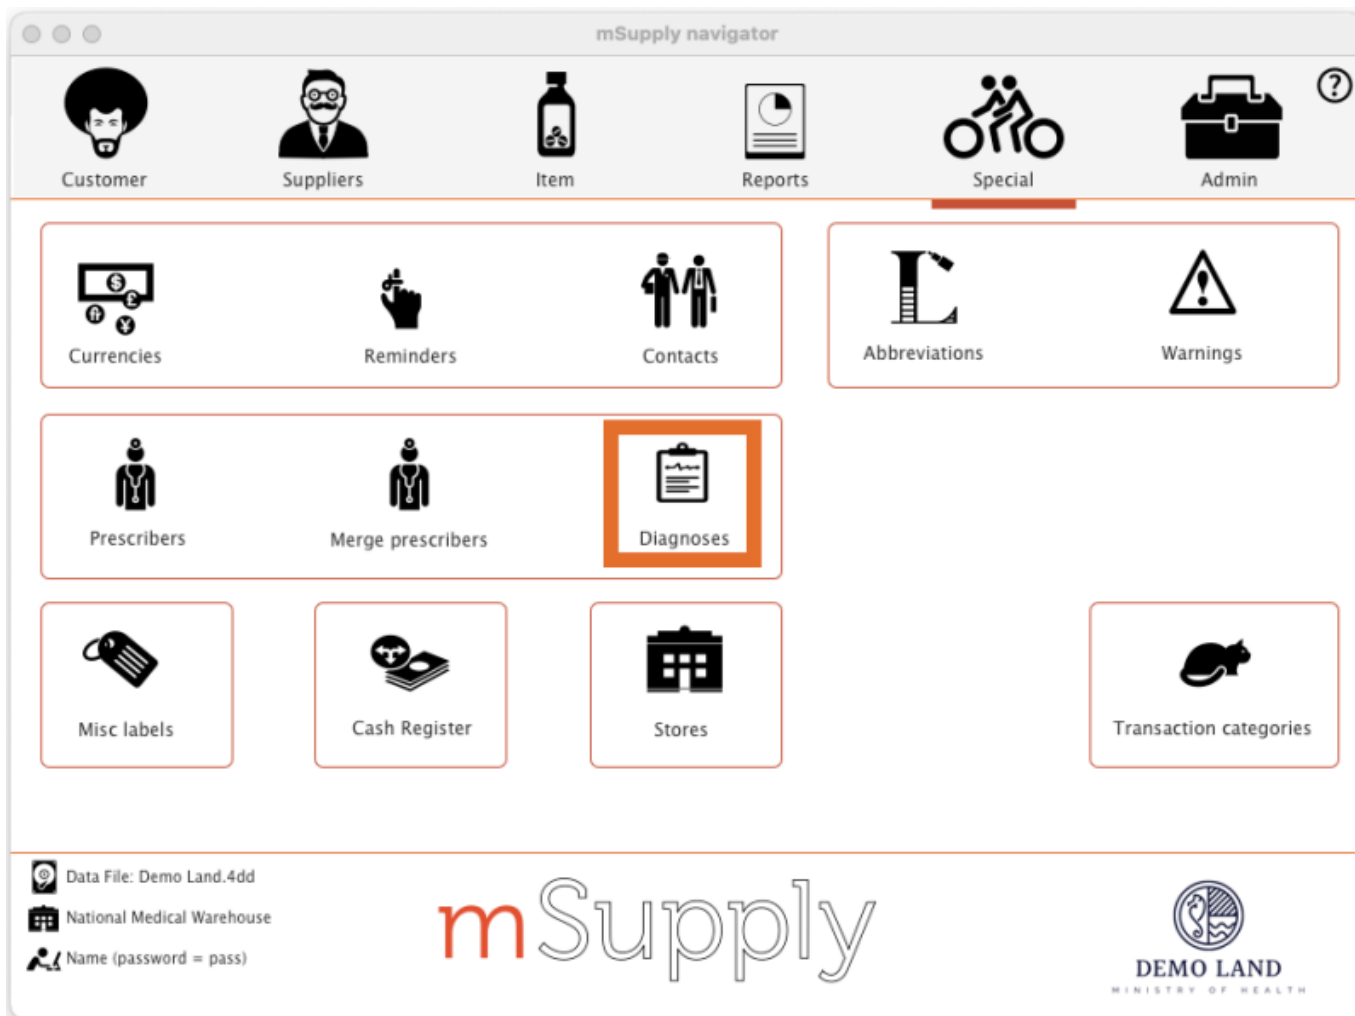 mSupply navigator
?
Customer
Suppliers
Item
Reports
Special
Admin
Currencies
Reminders
Contacts
Abbreviations
Warnings
Prescribers
Merge prescribers
Diagnoses
Misc labels
Cash Register
Stores
Transaction categories
Data File: Demo Land.4dd
National Medical Warehouse
Name (password = pass)
mSupply
DEMO LAND
MINISTRY OF HEALTH